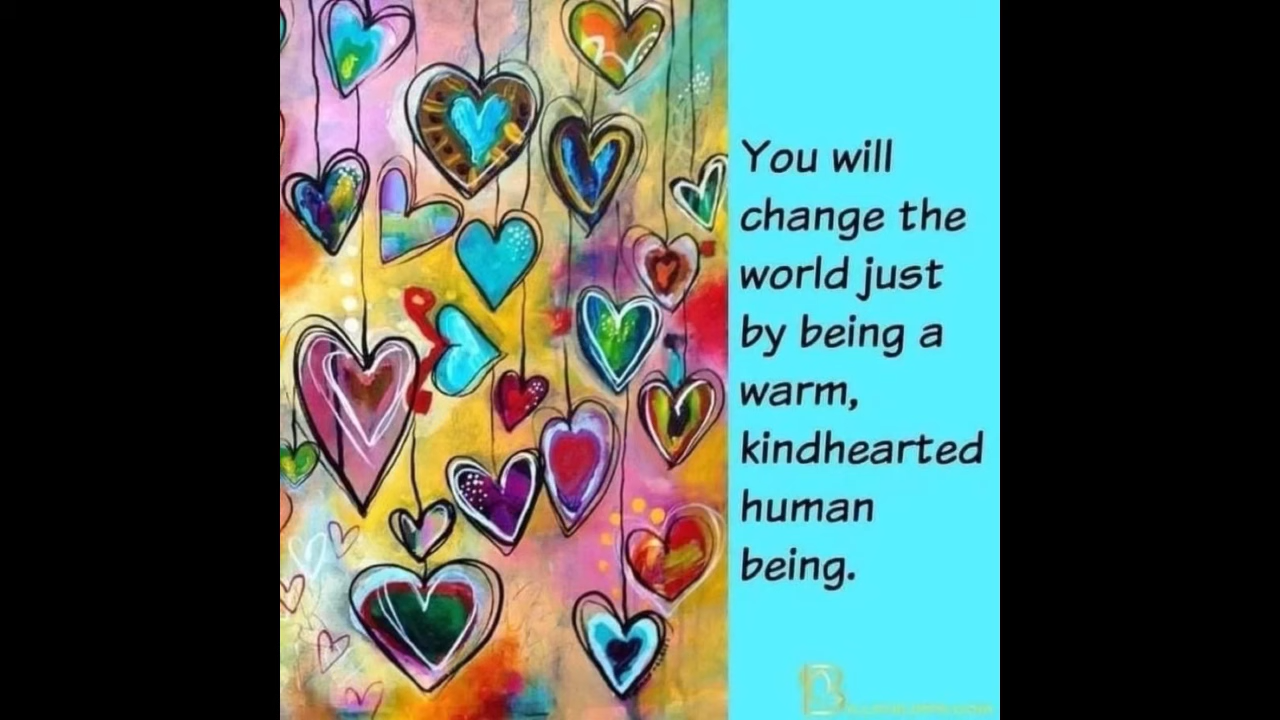 You will
change the
world just
by being a
warm,
kindhearted
human
being.